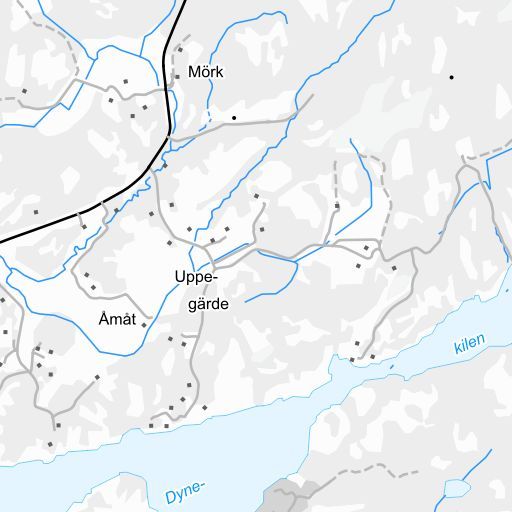 Mörk
Uppe-
gärde
Åmåt
kilen
Dyne-